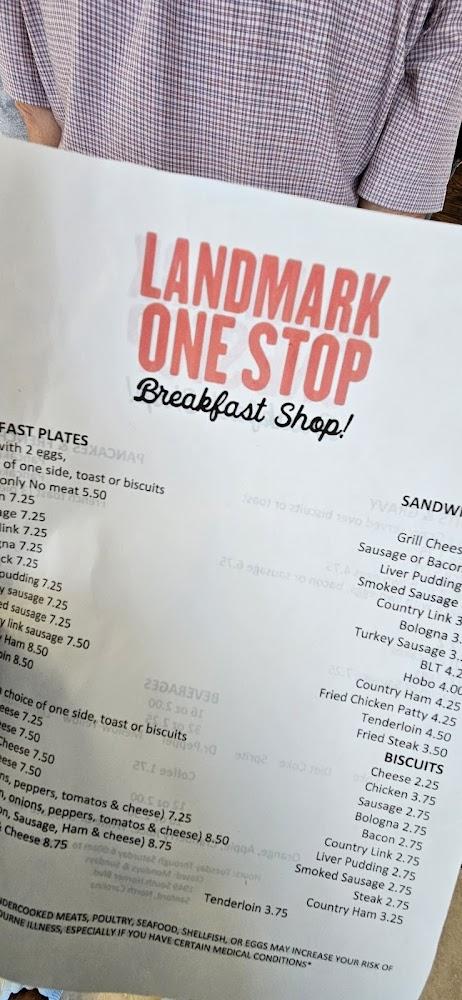 LANDMARK
ONE STOP
Breakfast Shop!
FAST PLATES
with 2 eggs,
of one side, toast or biscuits
only No meat 5.50
n 7.25
age 7.25
link 7.25
gna 7.25
ck 7.25
pudding 7.25
y sausage 7.25
ed sausage 7.25
y link sausage 7.50
Ham 8.50
oin 8.50
choice of one side, toast or biscuits
eese 7.25
eese 7.50
Cheese 7.50
eese 7.50
ns, peppers, tomatos & cheese) 7.25
n, onions, peppers, tomatos & cheese) 8.50
on, Sausage, Ham & cheese) 8.75
& Cheese 8.75
SANDWI
Grill Chees
Sausage or Bacon
Liver Pudding
Smoked Sausage
Country Link 3
Bologna 3.
Turkey Sausage 3.
BLT 4.2
Hobo 4.00
Country Ham 4.25
Fried Chicken Patty 4.25
Tenderloin 4.50
Fried Steak 3.50
BISCUITS
Cheese 2.25
Chicken 3.75
Sausage 2.75
Bologna 2.75
Bacon 2.75
Country Link 2.75
Liver Pudding 2.75
Smoked Sausage 2.75
Steak 2.75
Country Ham 3.25
Tenderloin 3.75
NDERCOOKED MEATS, POULTRY, SEAFOOD, SHELLFISH, OR EGGS MAY INCREASE YOUR RISK OF
OURNE ILLNESS, ESPECIALLY IF YOU HAVE CERTAIN MEDICAL CONDITIONS*